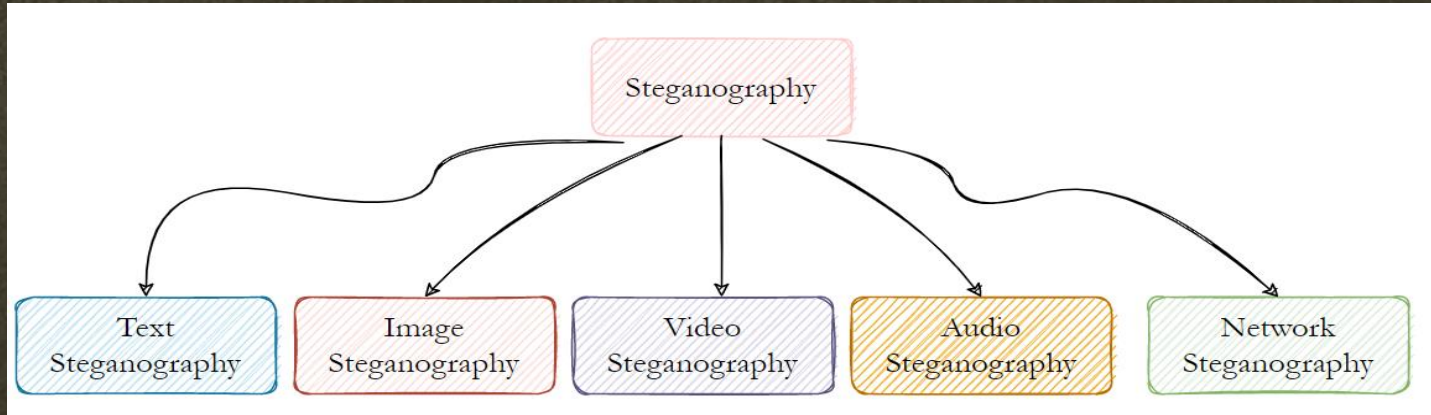 Steganography
Text
Steganography
Image
Steganography
Video
Steganography
Audio
Steganography
Network
Steganography